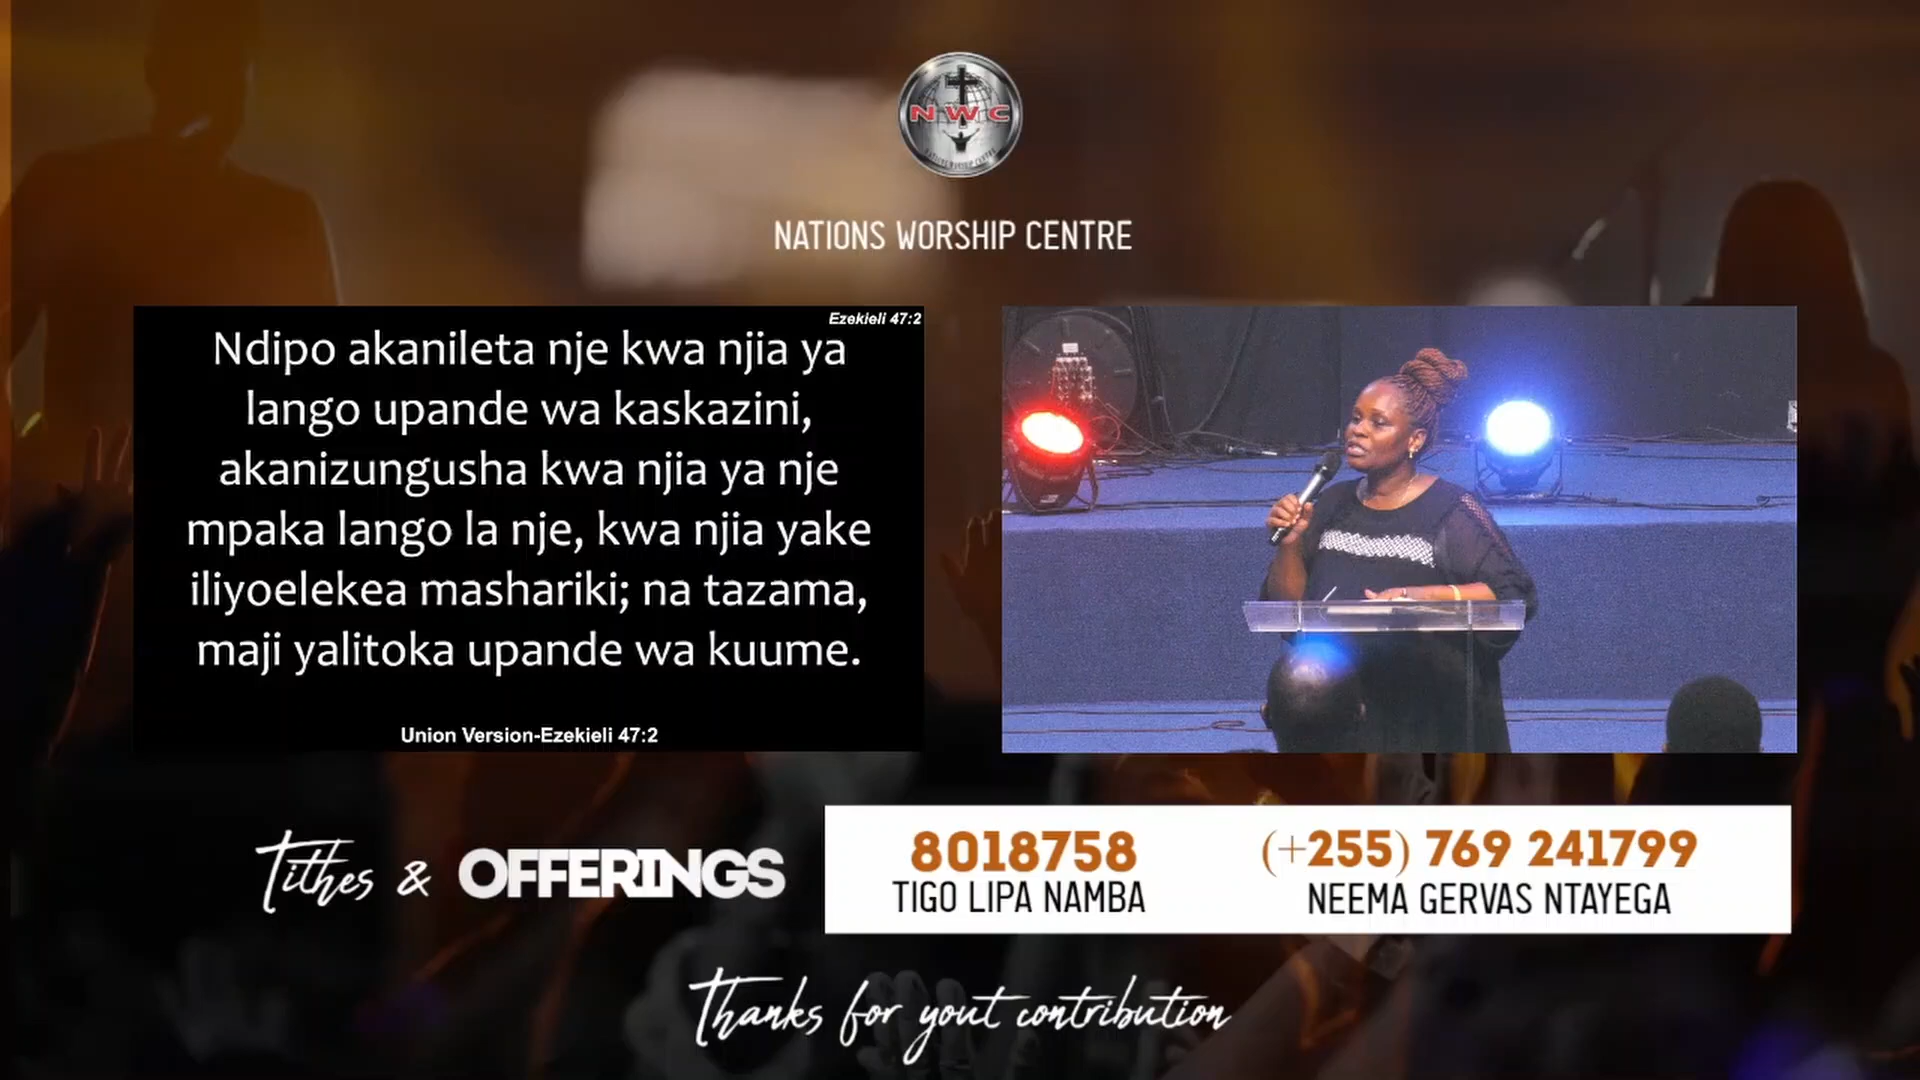 NWC
NATIONS WORSHIP CENTRE
Ezekieli 47:2
Ndipo akanileta nje kwa njia ya
lango upande wa kaskazini,
akanizungusha kwa njia ya nje
mpaka lango la nje, kwa njia yake
iliyoelekea mashariki; na tazama,
maji yalitoka upande wa kuume.
Union Version-Ezekieli 47:2
Tithes & OFFERINGS
8018758
TIGO LIPA NAMBA
(+255) 769 241799
NEEMA GERVAS NTAYEGA
Thanks for yout contribution